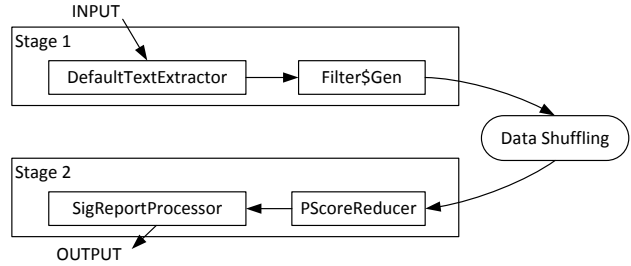 INPUT
Stage 1
DefaultTextExtractor
Filter$Gen
Data Shuffling
Stage 2
SigReportProcessor
PScoreReducer
OUTPUT